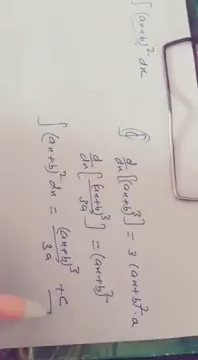 ∫(ax+b)² dx
d/dx[(ax+b)³] = 3(ax+b)²·a
d/dx[(ax+b)³/3a] = (ax+b)²
∫(ax+b)² dx = (ax+b)³/3a + c